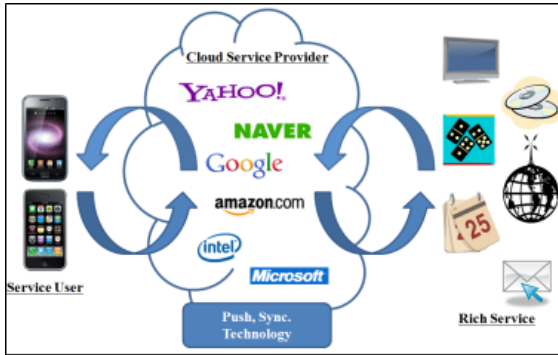 Cloud Service Provider
YAHOO!
NAVER
Google
amazon.com
intel
Microsoft
Push, Sync.
Technology
Service User
25
Rich Service